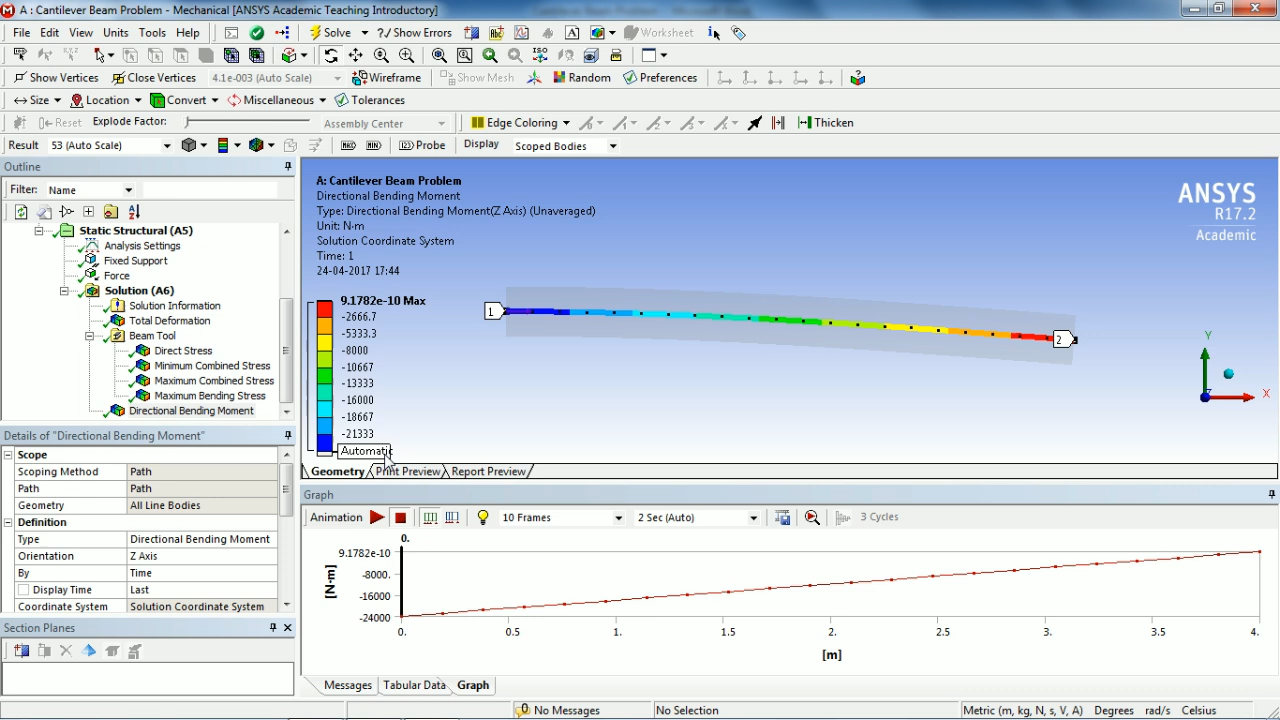 A : Cantilever Beam Problem - Mechanical [ANSYS Academic Teaching Introductory]
File Edit View Units Tools Help Solve ?/ Show Errors Worksheet
Show Vertices Close Vertices 4.1e-003 (Auto Scale) Wireframe Show Mesh Random Preferences
Size Location Convert Miscellaneous Tolerances
Reset Explode Factor: Assembly Center Edge Coloring Thicken
Result 53 (Auto Scale) Probe Display Scoped Bodies
Outline
Filter: Name
Static Structural (A5)
Analysis Settings
Fixed Support
Force
Solution (A6)
Solution Information
Total Deformation
Beam Tool
Direct Stress
Minimum Combined Stress
Maximum Combined Stress
Maximum Bending Stress
Directional Bending Moment
Details of "Directional Bending Moment"
Scope
Scoping Method Path
Path Path
Geometry All Line Bodies
Definition
Type Directional Bending Moment
Orientation Z Axis
By Time
Display Time Last
Coordinate System Solution Coordinate System
Section Planes
A: Cantilever Beam Problem
Directional Bending Moment
Type: Directional Bending Moment(Z Axis) (Unaveraged)
Unit: N·m
Solution Coordinate System
Time: 1
24-04-2017 17:44
9.1782e-10 Max
-2666.7
-5333.3
-8000
-10667
-13333
-16000
-18667
-21333
Automatic
1
2
ANSYS
R17.2
Academic
Y
X
Geometry Print Preview Report Preview
Graph
Animation 10 Frames 2 Sec (Auto) 3 Cycles
0.
9.1782e-10
-8000.
-16000
-24000
[N·m]
0. 0.5 1. 1.5 2. 2.5 3. 3.5 4.
[m]
Messages Tabular Data Graph
No Messages No Selection Metric (m, kg, N, s, V, A) Degrees rad/s Celsius